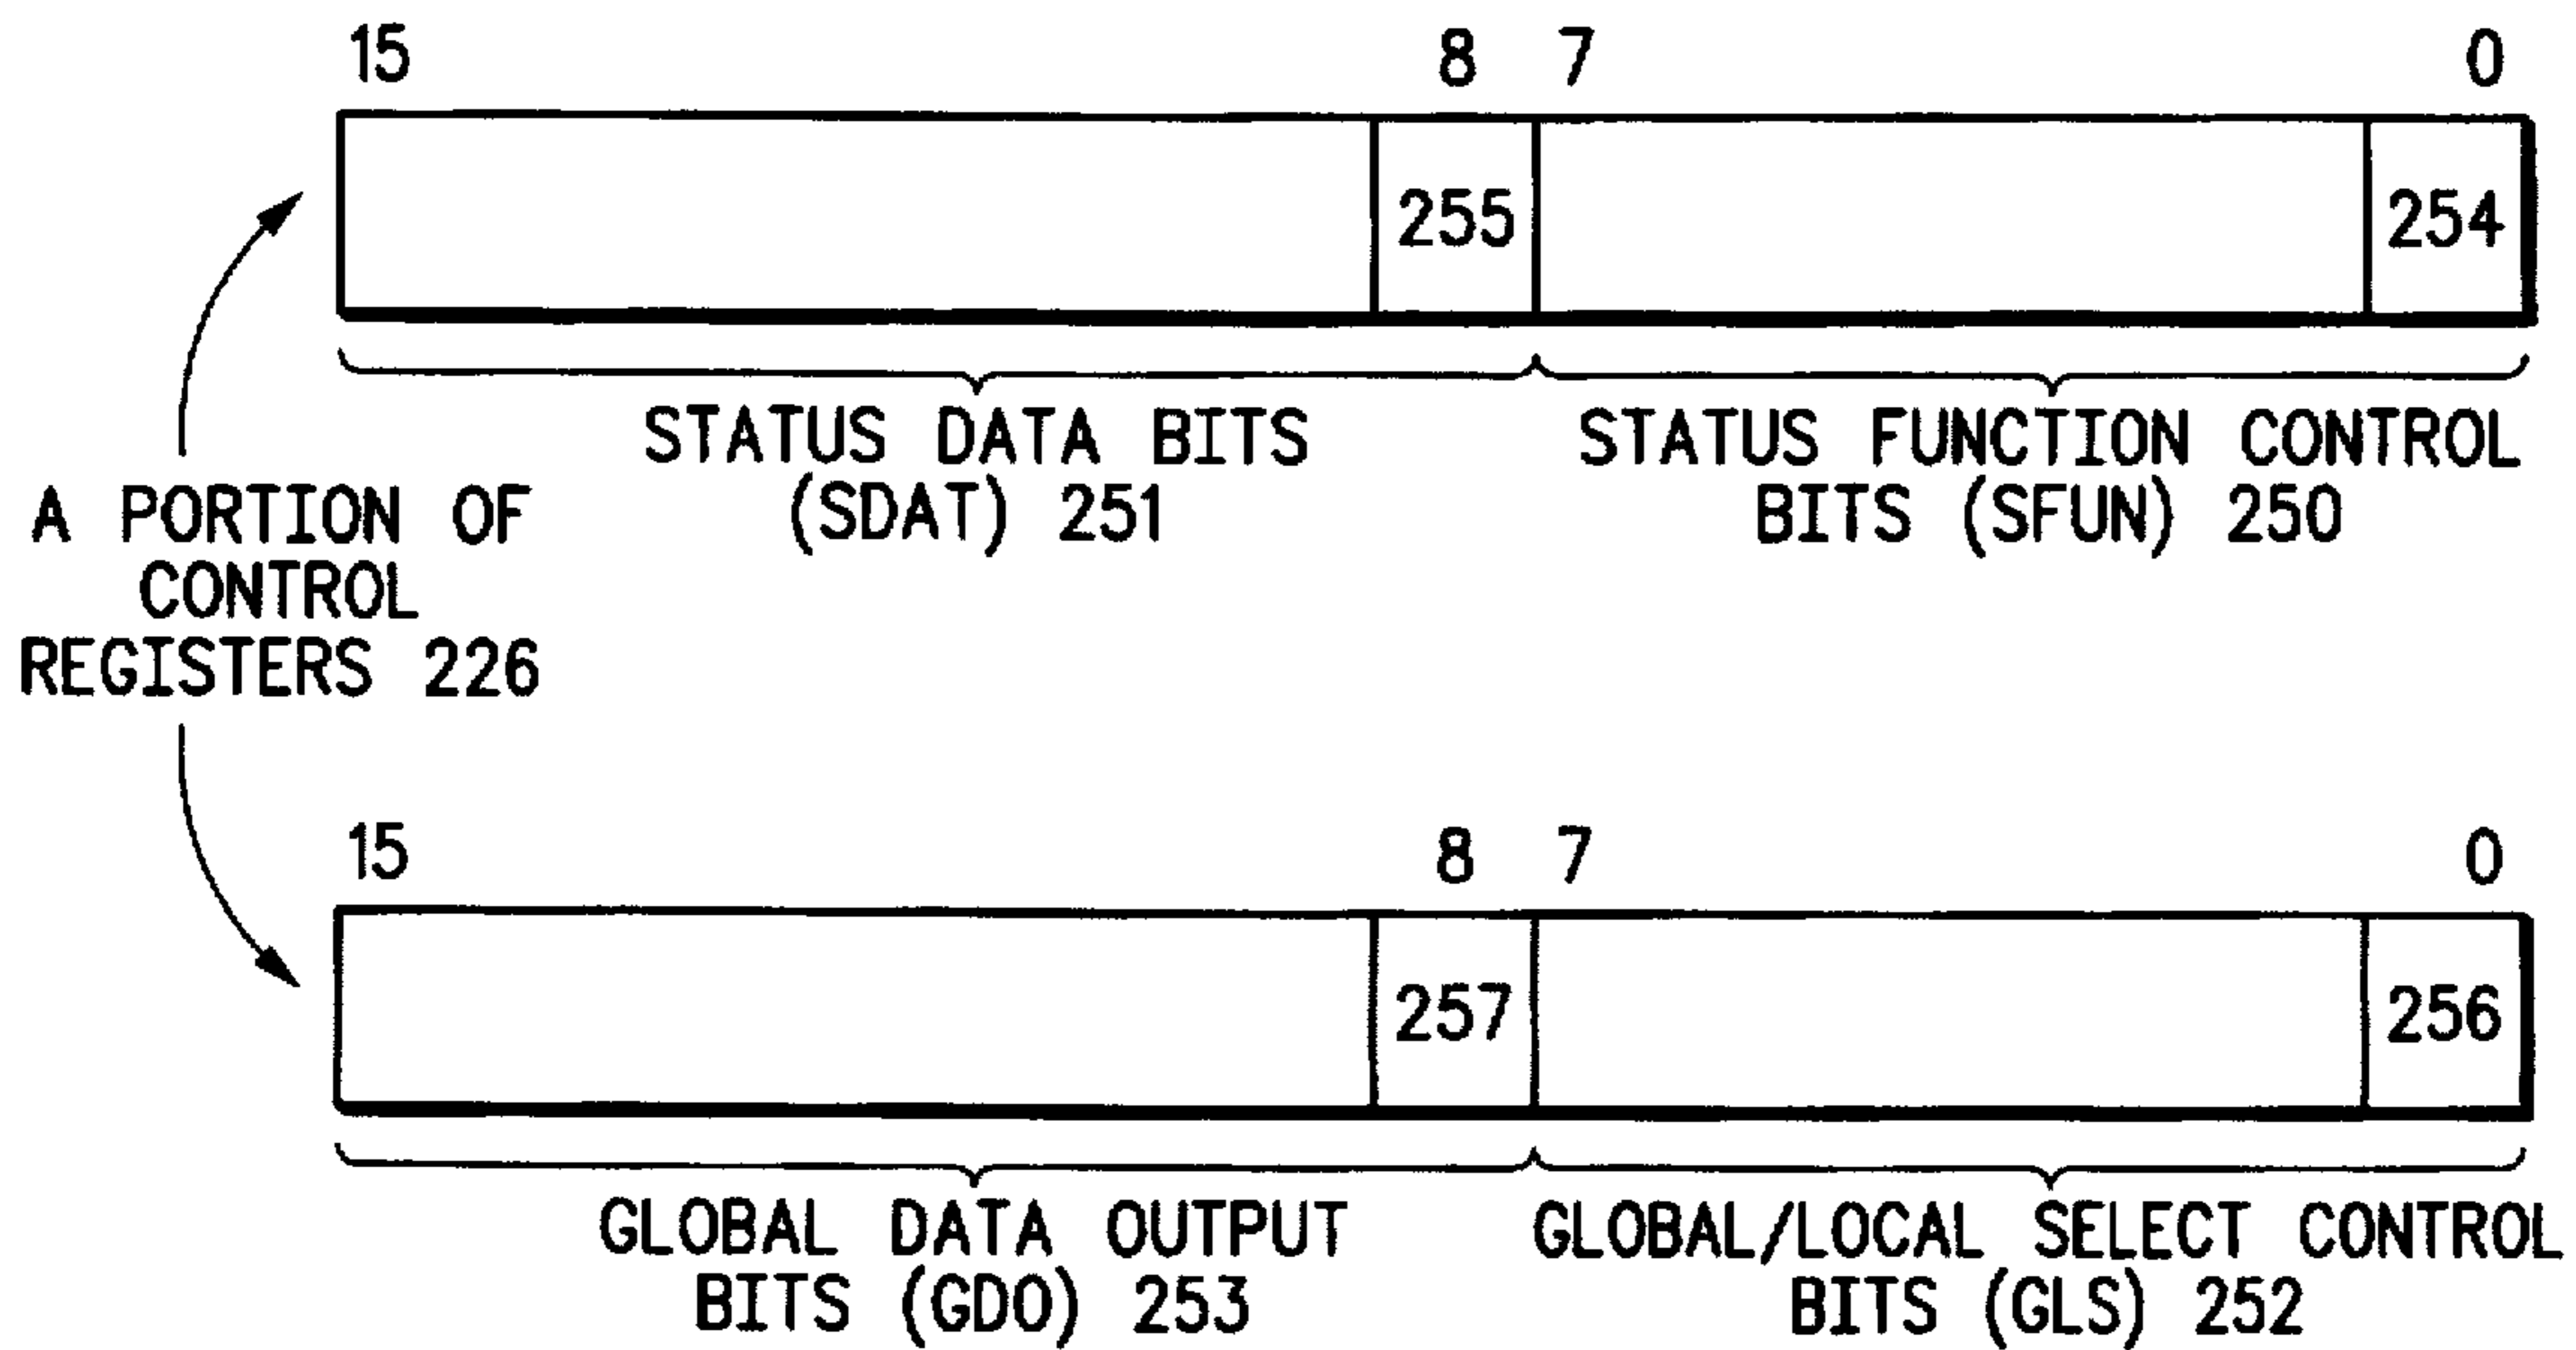 15 8 7 0
255 254
STATUS DATA BITS
(SDAT) 251
STATUS FUNCTION CONTROL
BITS (SFUN) 250
A PORTION OF
CONTROL
REGISTERS 226
15 8 7 0
257 256
GLOBAL DATA OUTPUT
BITS (GDO) 253
GLOBAL/LOCAL SELECT CONTROL
BITS (GLS) 252